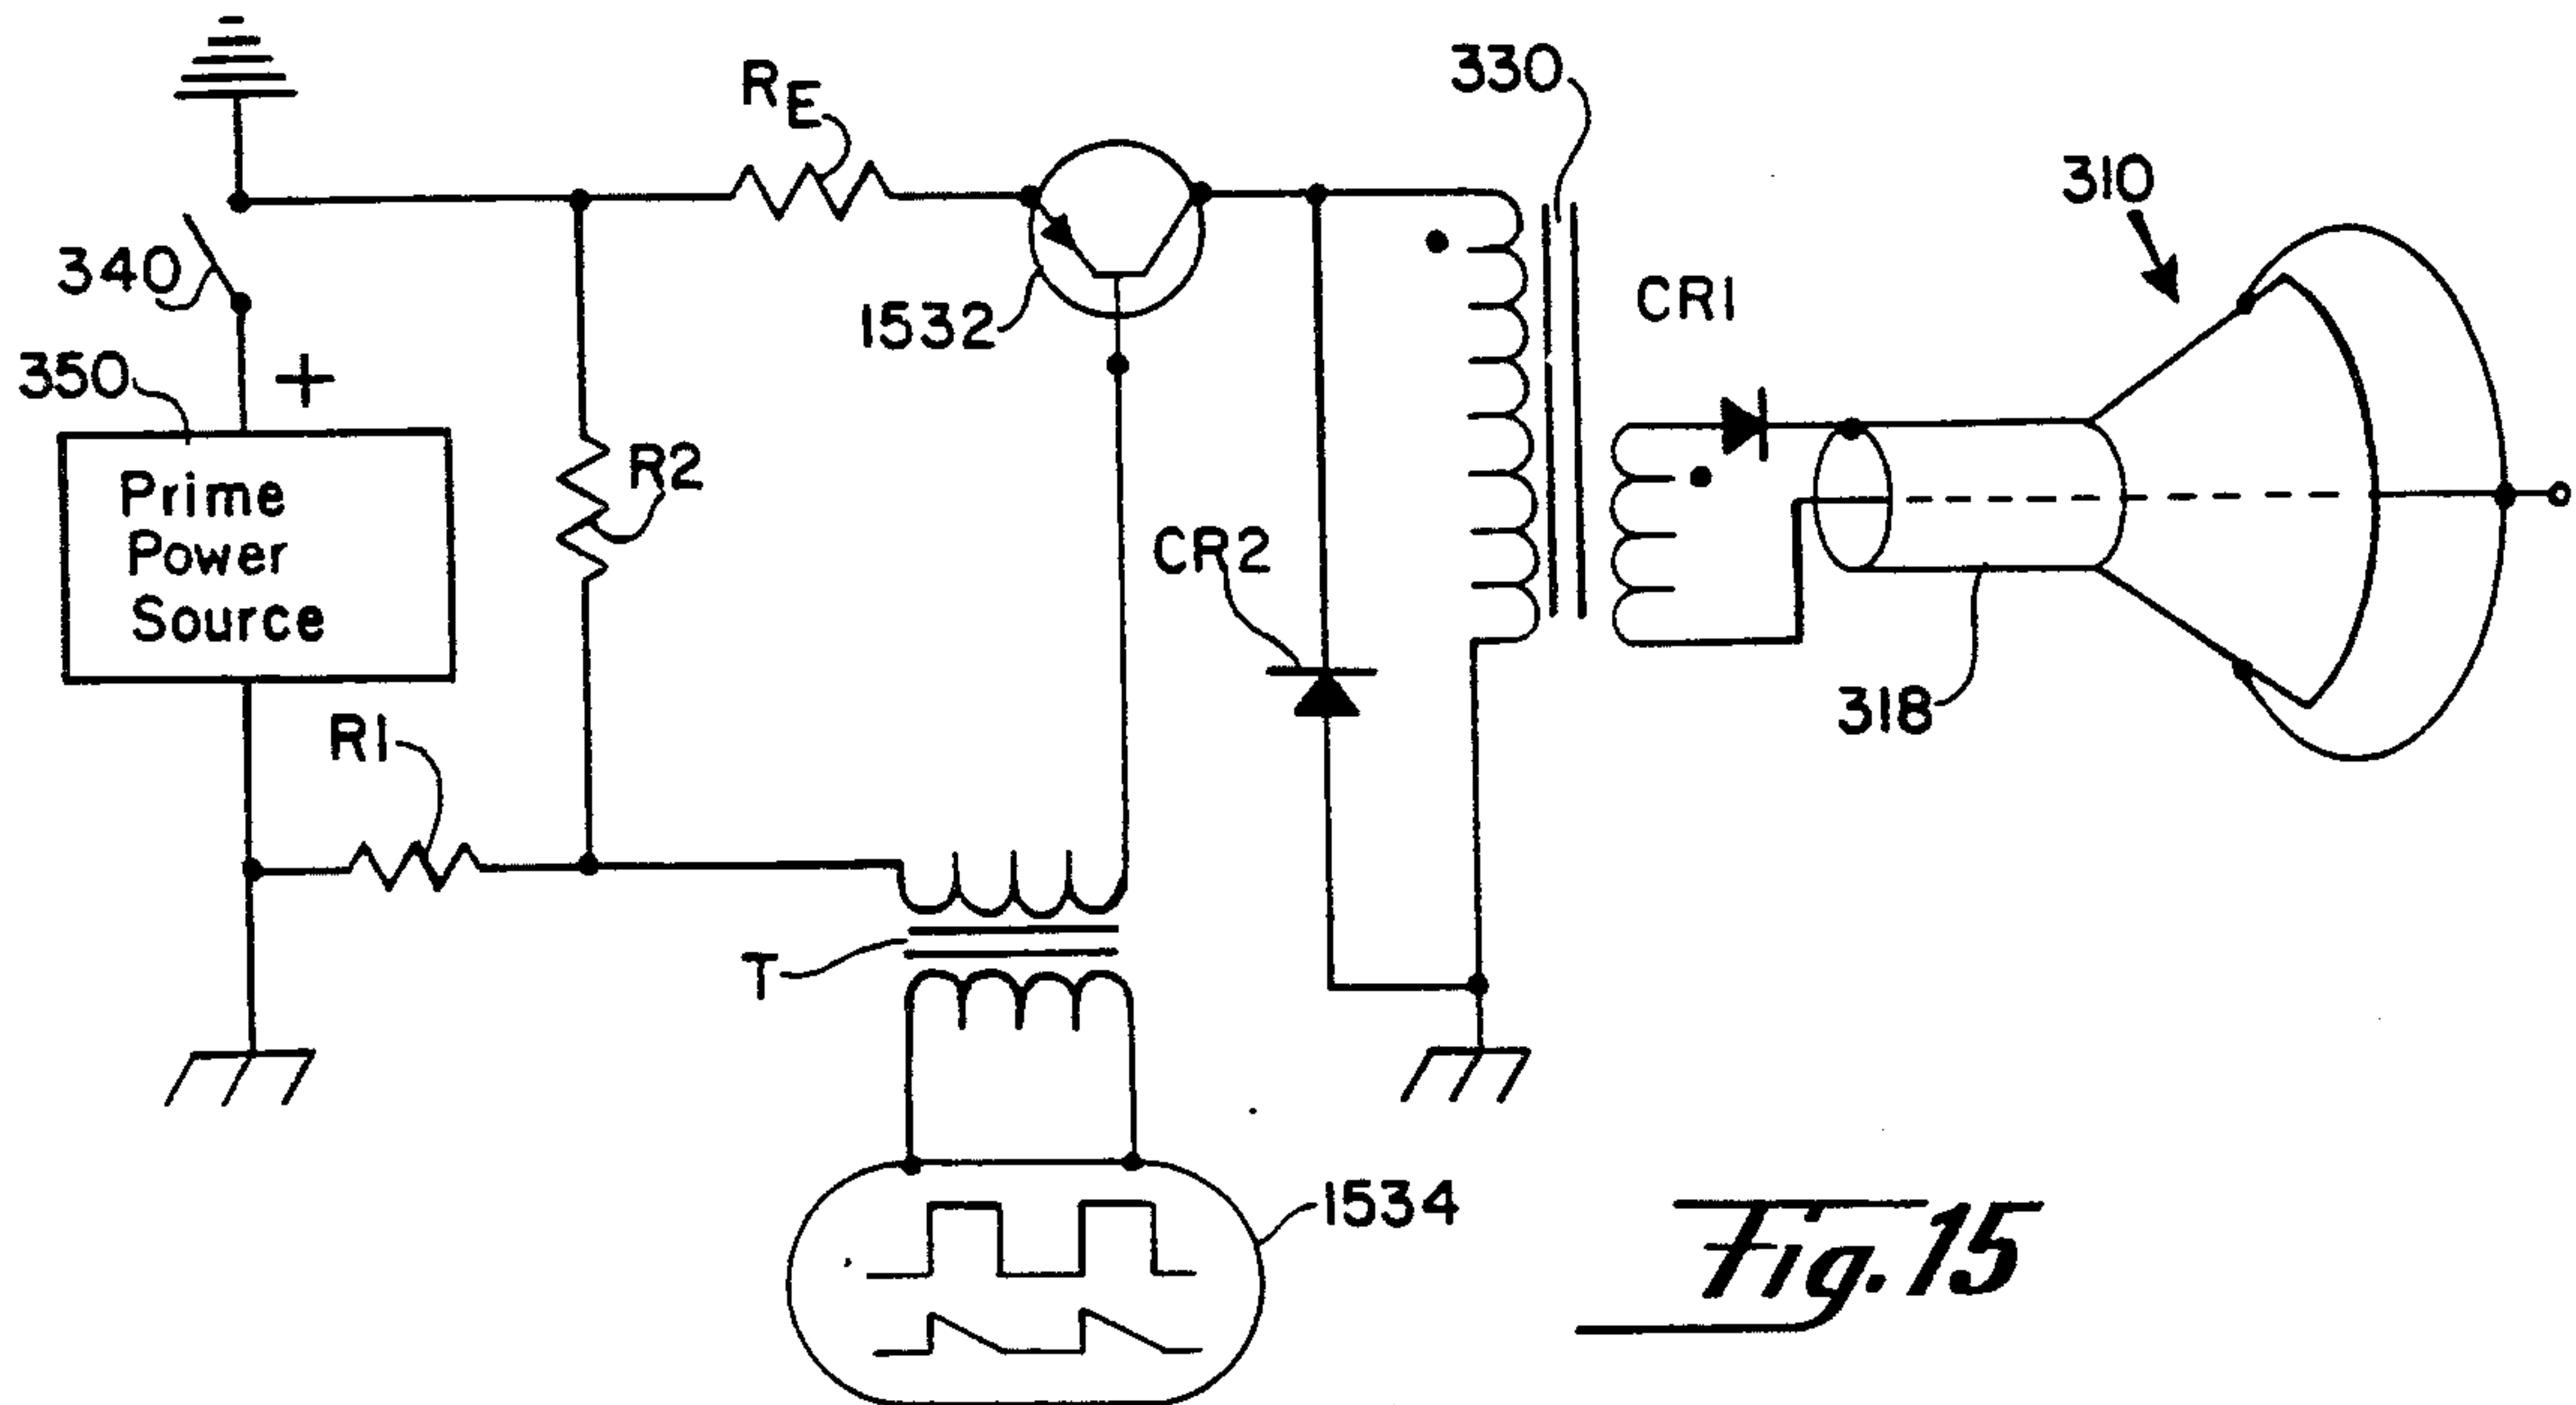 R_E
330
310
340
1532
CR1
350
+
Prime
Power
Source
R2
CR2
318
R1
T
1534
Fig. 15